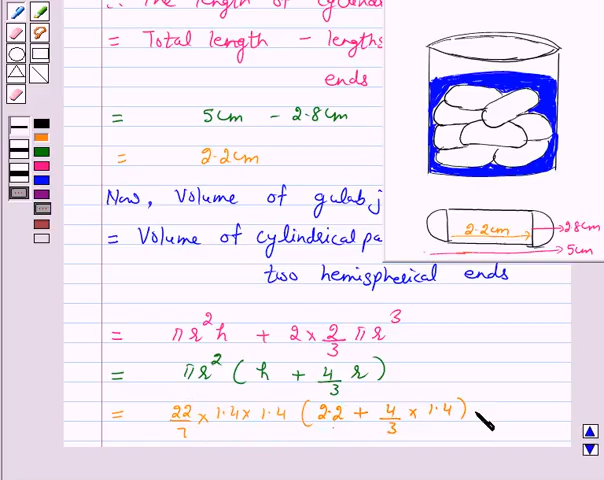 ∴ The length of cylind
= Total length - lengths
ends
= 5cm - 2.8cm
= 2.2cm
Now, Volume of gulabj
= Volume of cylindrical pa
two hemispherical ends
= πr²h + 2 × 2/3 πr³
= πr² (h + 4/3 r)
= 22/7 × 1.4 × 1.4 (2.2 + 4/3 × 1.4)
2.2cm
2.8cm
5cm